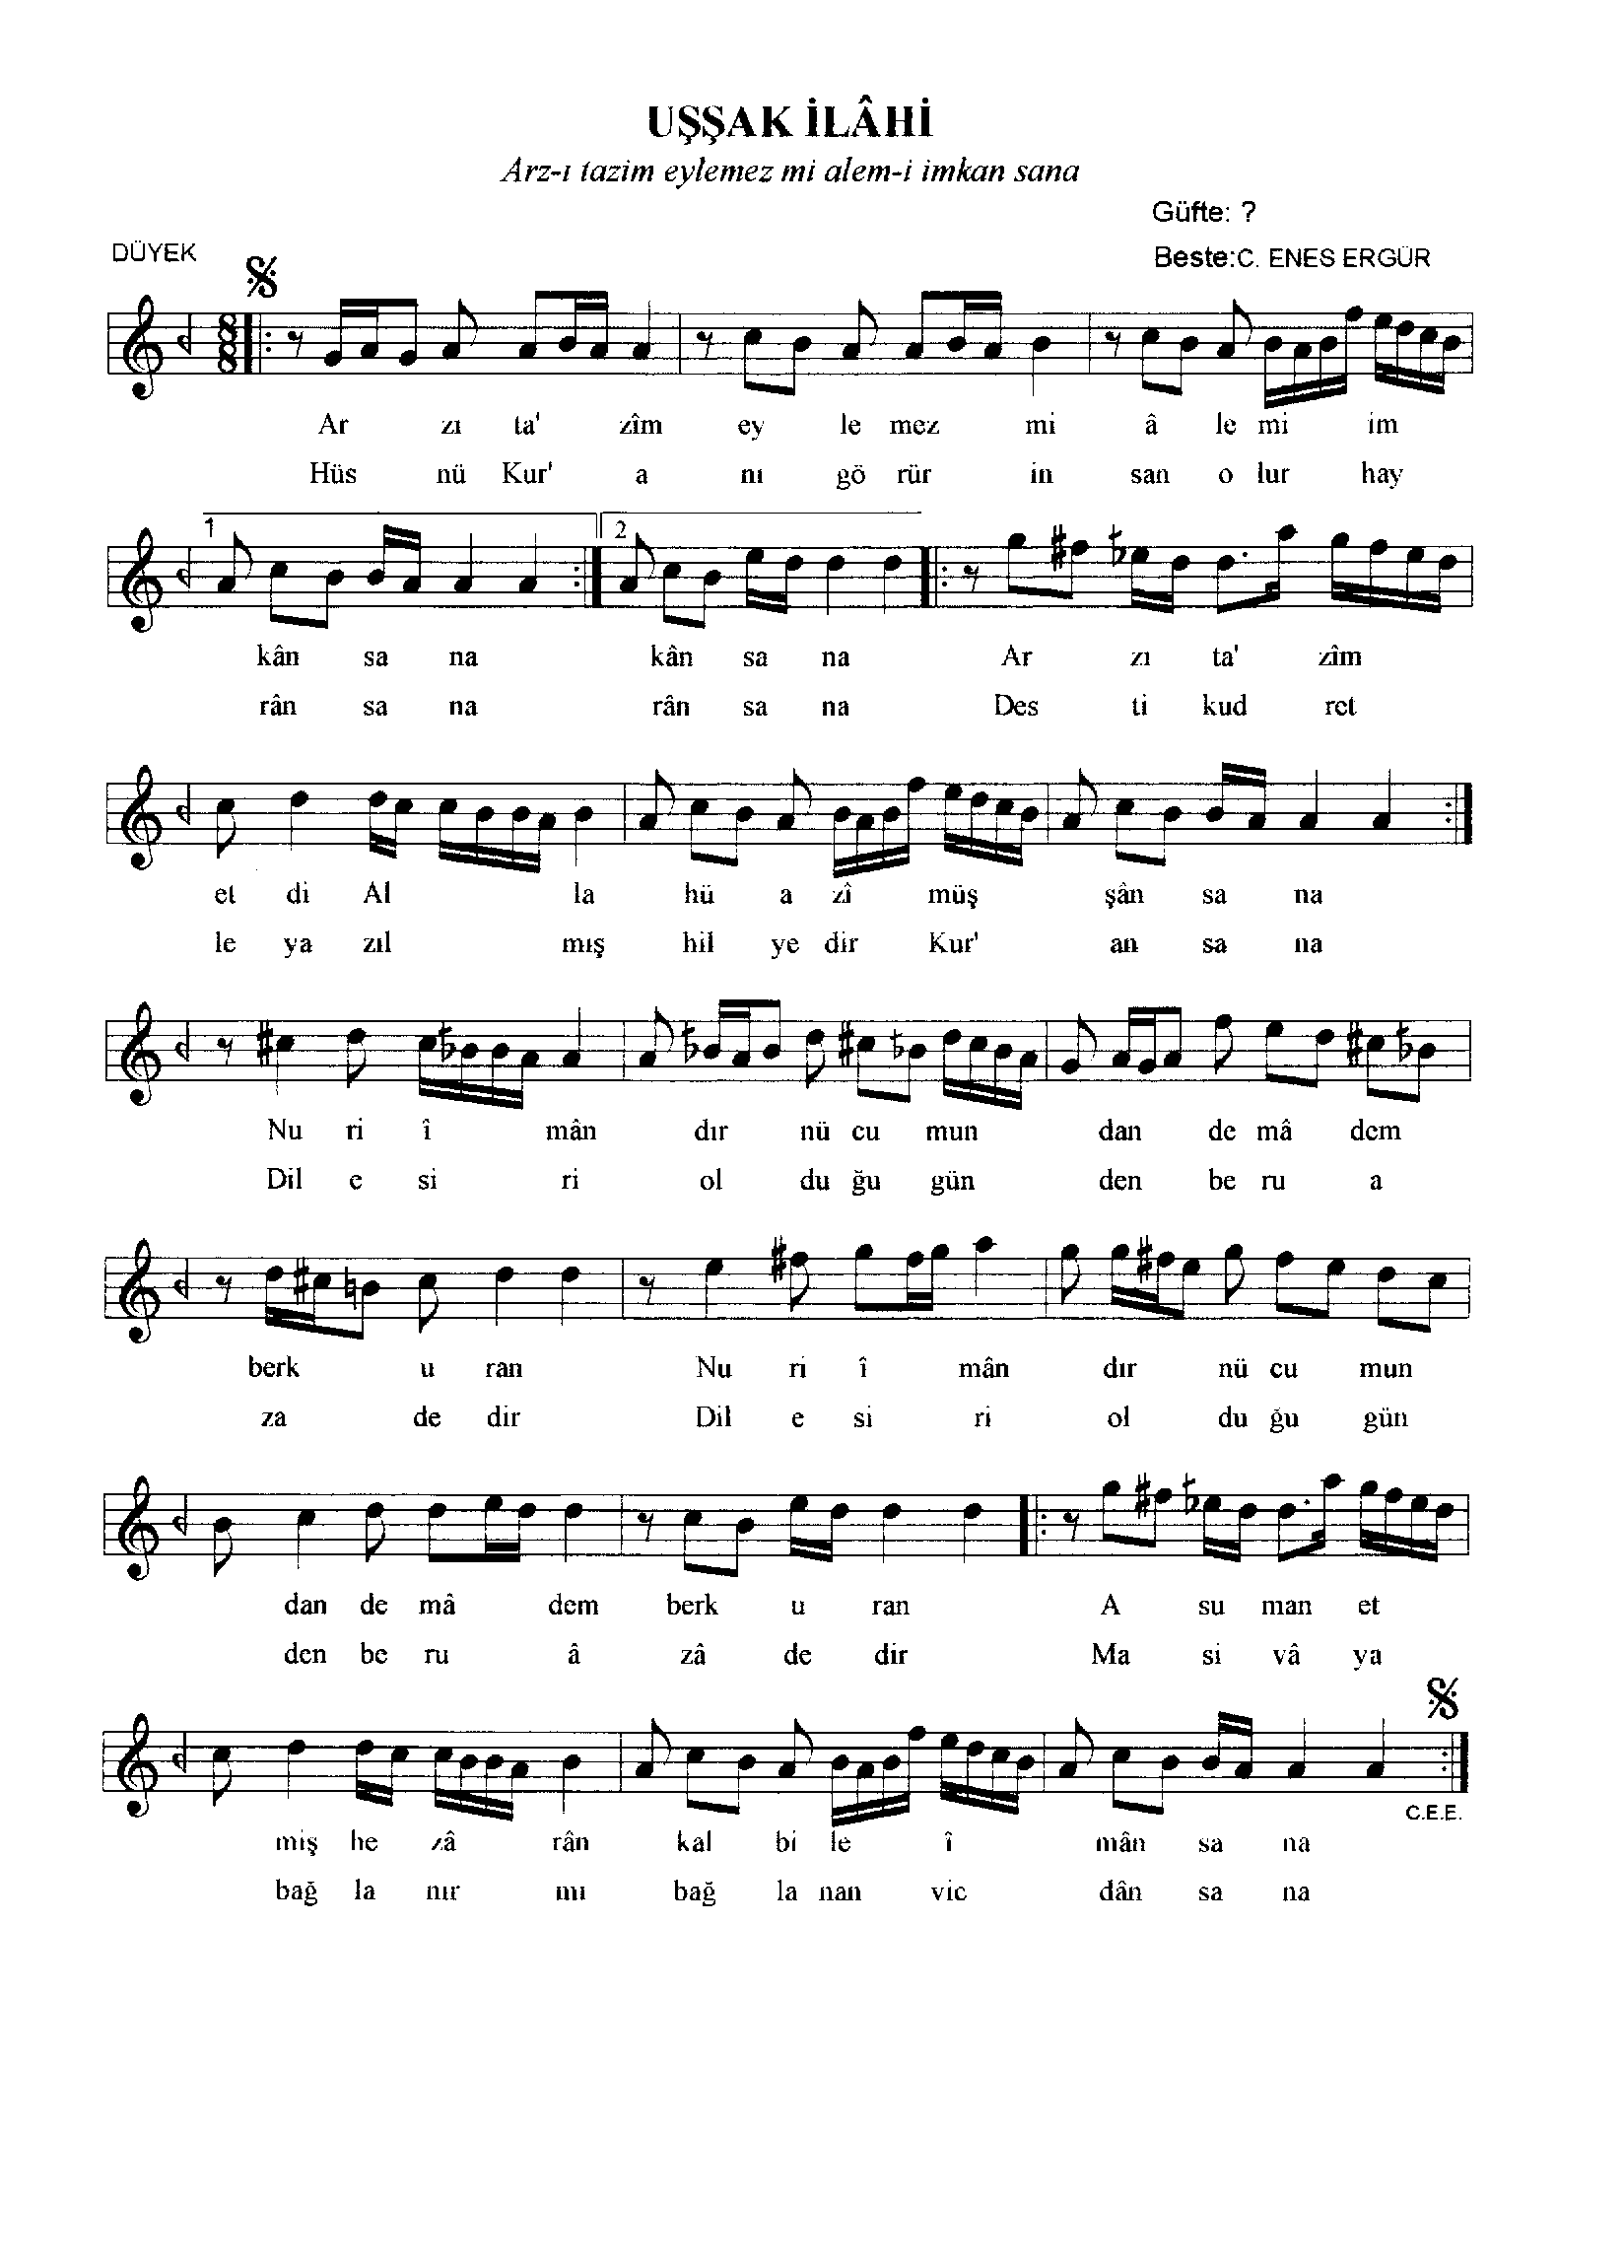 UŞŞAK İLÂHİ
Arz-ı tazim eylemez mi alem-i imkan sana
Güfte: ?
DÜYEK
Beste:C. ENES ERGÜR
8
8
Ar zı ta' zîm ey le mez mi â le mi im
Hüs nü Kur' a nı gö rür in san o lur hay
1 2
kân sa na kân sa na Ar zı ta' zîm
rân sa na rân sa na Des ti kud ret
et di Al la hü a zî müş şân sa na
le ya zıl mış hil ye dir Kur' an sa na
Nu ri î mân dır nü cu mun dan de mâ dem
Dil e si ri ol du ğu gün den be ru a
berk u ran Nu ri î mân dır nü cu mun
za de dir Dil e si ri ol du ğu gün
dan de mâ dem berk u ran A su man et
den be ru â zâ de dir Ma si vâ ya
C.E.E.
miş he zâ rân kal bi le î mân sa na
bağ la nır mı bağ la nan vic dân sa na